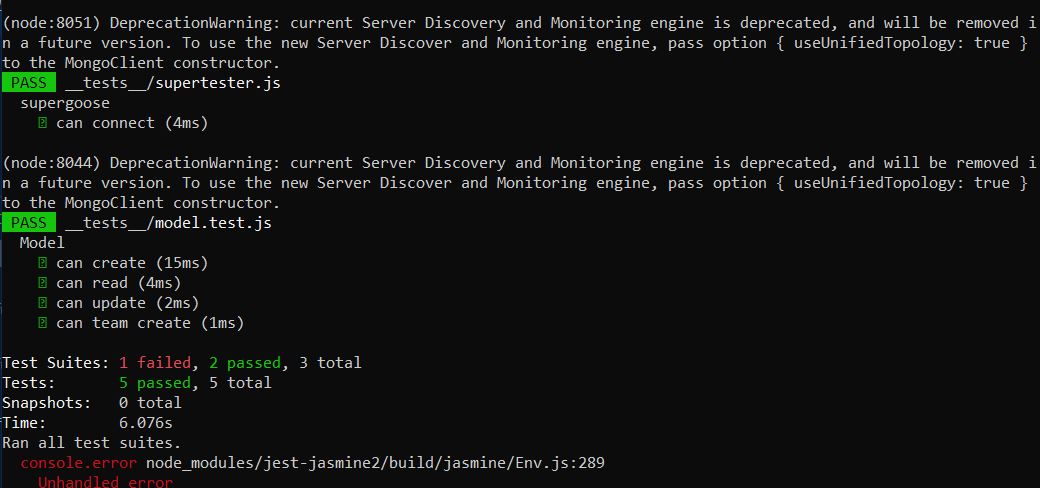 (node:8051) DeprecationWarning: current Server Discovery and Monitoring engine is deprecated, and will be removed i
n a future version. To use the new Server Discover and Monitoring engine, pass option { useUnifiedTopology: true }
to the MongoClient constructor.
PASS __tests__/supertester.js
supergoose
can connect (4ms)
(node:8044) DeprecationWarning: current Server Discovery and Monitoring engine is deprecated, and will be removed i
n a future version. To use the new Server Discover and Monitoring engine, pass option { useUnifiedTopology: true }
to the MongoClient constructor.
PASS __tests__/model.test.js
Model
can create (15ms)
can read (4ms)
can update (2ms)
can team create (1ms)
Test Suites: 1 failed, 2 passed, 3 total
Tests: 5 passed, 5 total
Snapshots: 0 total
Time: 6.076s
Ran all test suites.
console.error node_modules/jest-jasmine2/build/jasmine/Env.js:289
Unhandled error